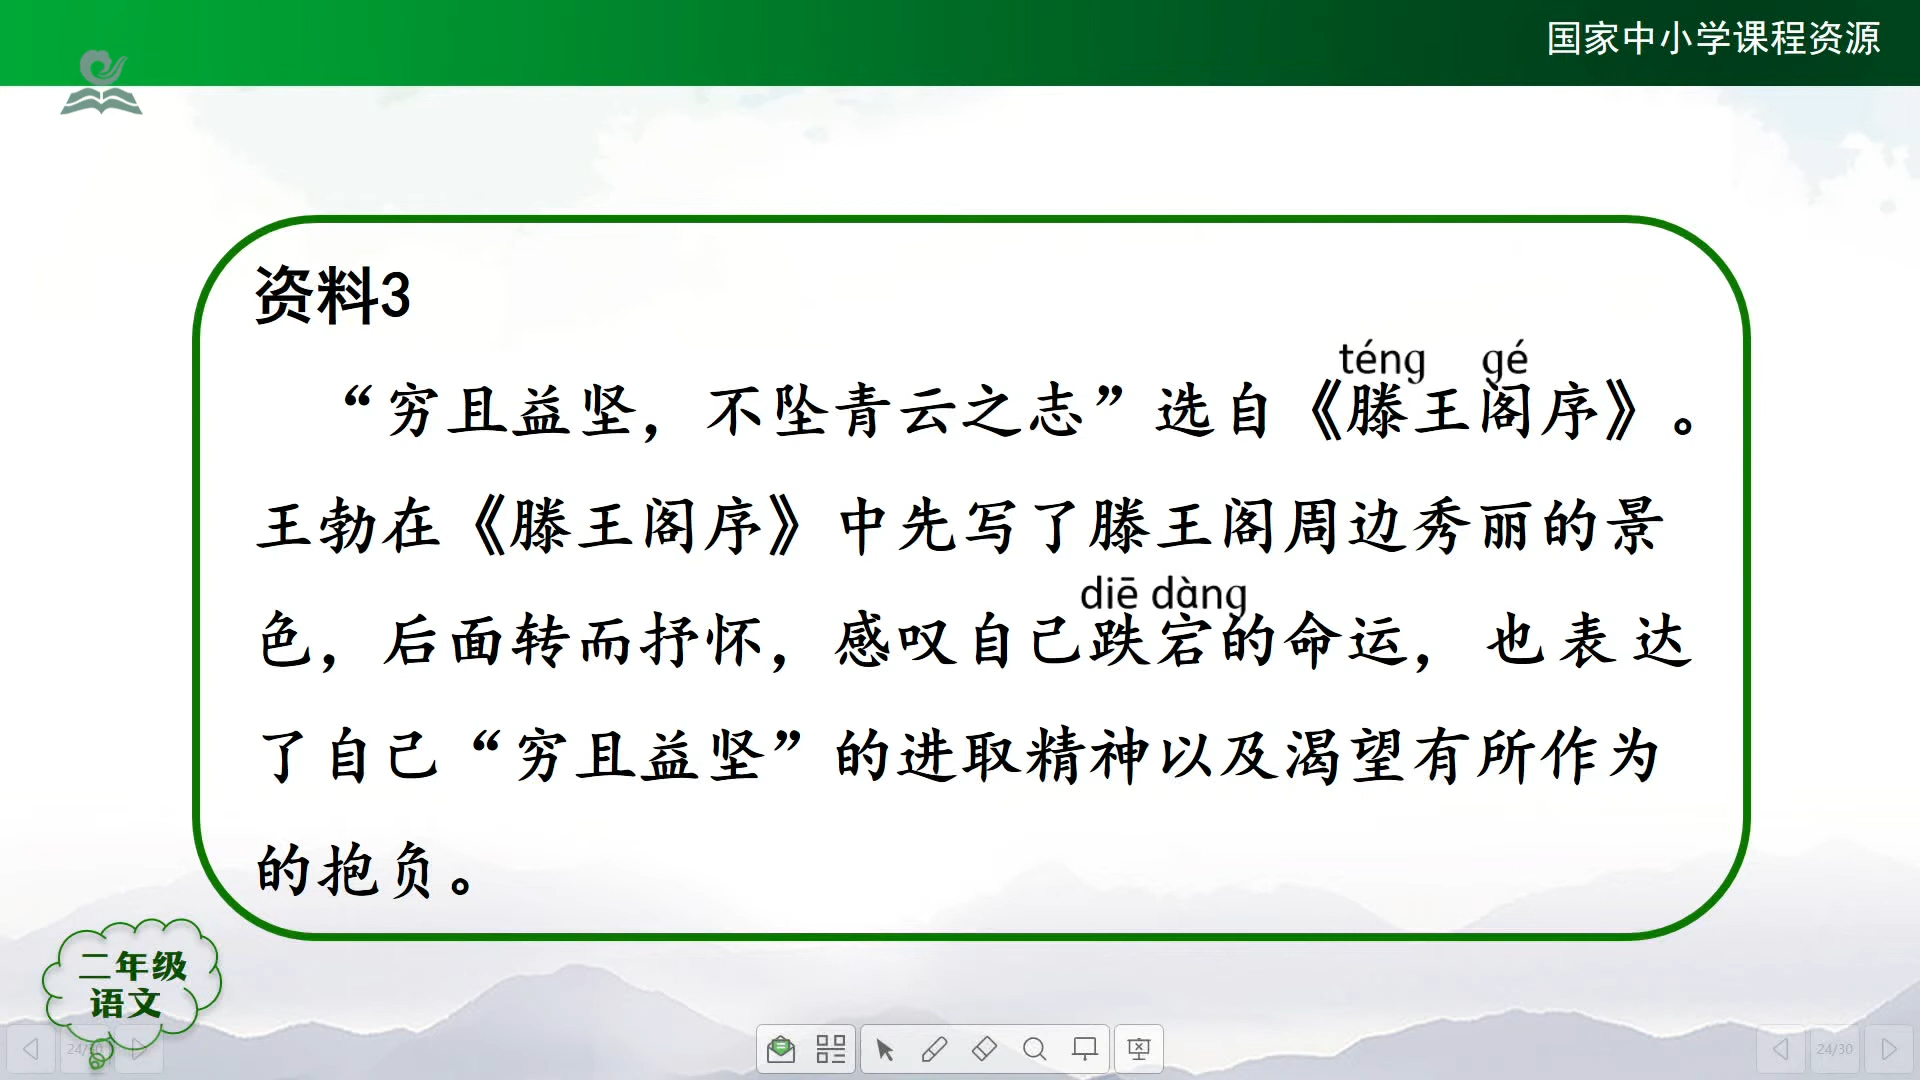 国家中小学课程资源
资料3
téng gé
“穷且益坚，不坠青云之志”选自《滕王阁序》。
王勃在《滕王阁序》中先写了滕王阁周边秀丽的景
diē dàng
色，后面转而抒怀，感叹自己跌宕的命运，也表达
了自己“穷且益坚”的进取精神以及渴望有所作为
的抱负。
二年级
语文
24/30
24/30